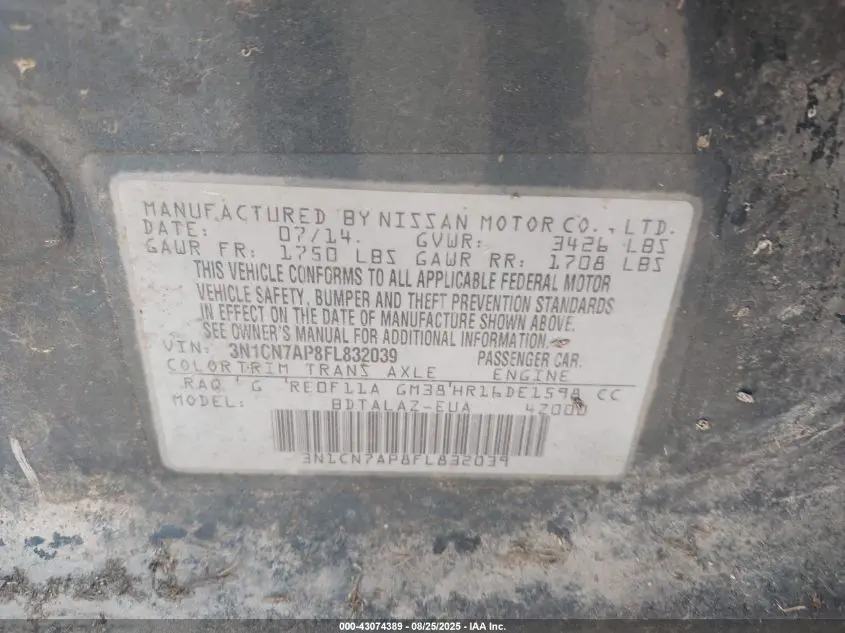 MANUFACTURED BY NISSAN MOTOR CO., LTD.
DATE: 07/14. GVWR: 3426 LBS
GAWR FR: 1750 LBS GAWR RR: 1708 LBS
THIS VEHICLE CONFORMS TO ALL APPLICABLE FEDERAL MOTOR
VEHICLE SAFETY, BUMPER AND THEFT PREVENTION STANDARDS
IN EFFECT ON THE DATE OF MANUFACTURE SHOWN ABOVE.
SEE OWNER'S MANUAL FOR ADDITIONAL INFORMATION.
VIN: 3N1CN7AP8FL832039 PASSENGER CAR.
COLOR TRIM TRANS AXLE ENGINE
RAQ 'G 'RE0F11A GM38'HR16DE1598 CC
MODEL: BDTALAZ-EUA 4Z000
3N1CN7AP8FL832039
000-43074389 - 08/25/2025 - IAA Inc.